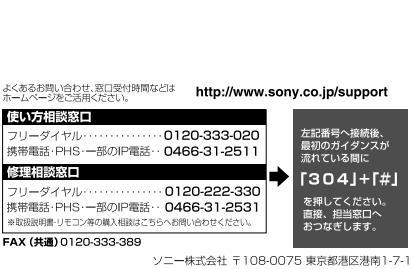 よくあるお問い合わせ、窓口受付時間などは
ホームページをご活用ください。
http://www.sony.co.jp/support
使い方相談窓口
フリーダイヤル・・・・・・・・・・・・・・・0120-333-020
携帯電話・PHS・一部のIP電話・・0466-31-2511
修理相談窓口
フリーダイヤル・・・・・・・・・・・・・・・0120-222-330
携帯電話・PHS・一部のIP電話・・0466-31-2531
※取扱説明書・リモコン等の購入相談はこちらへお問い合わせください。
FAX（共通）0120-333-389
左記番号へ接続後、
最初のガイダンスが
流れている間に
「304」+「#」
を押してください。
直接、担当窓口へ
おつなぎします。
ソニー株式会社 〒108-0075 東京都港区港南1-7-1